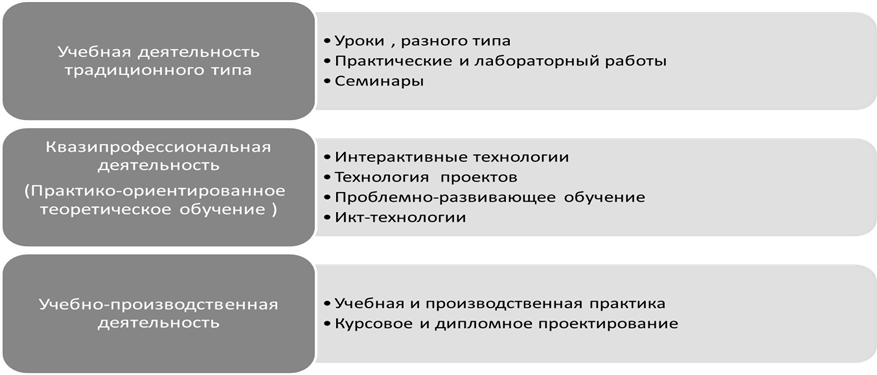 Учебная деятельность
традиционного типа
• Уроки , разного типа
• Практические и лабораторный работы
• Семинары
Квазипрофессиональная
деятельность
(Практико-ориентированное
теоретическое обучение )
• Интерактивные технологии
• Технология проектов
• Проблемно-развивающее обучение
• Икт-технологии
Учебно-производственная
деятельность
• Учебная и производственная практика
• Курсовое и дипломное проектирование